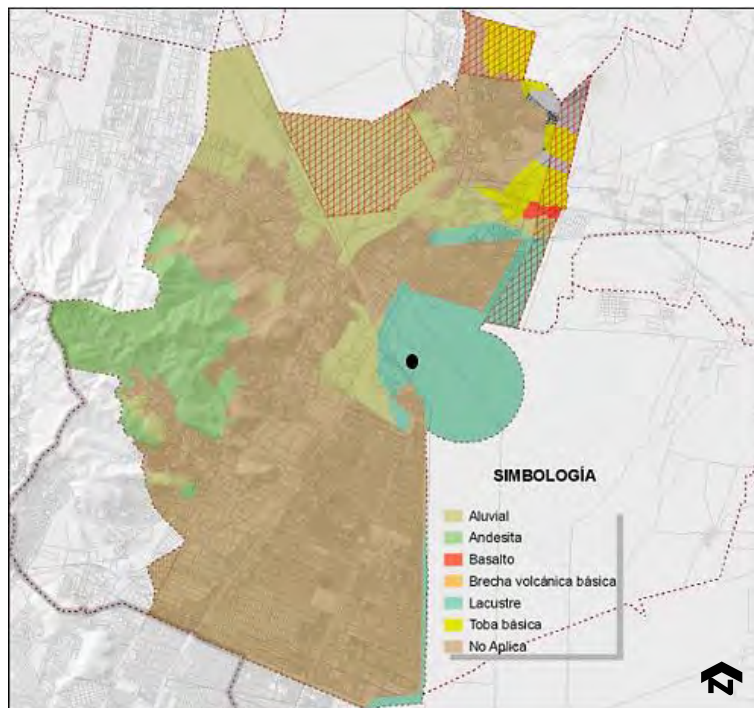 SIMBOLOGÍA
Aluvial
Andesita
Basalto
Brecha volcánica básica
Lacustre
Toba básica
No Aplica
N